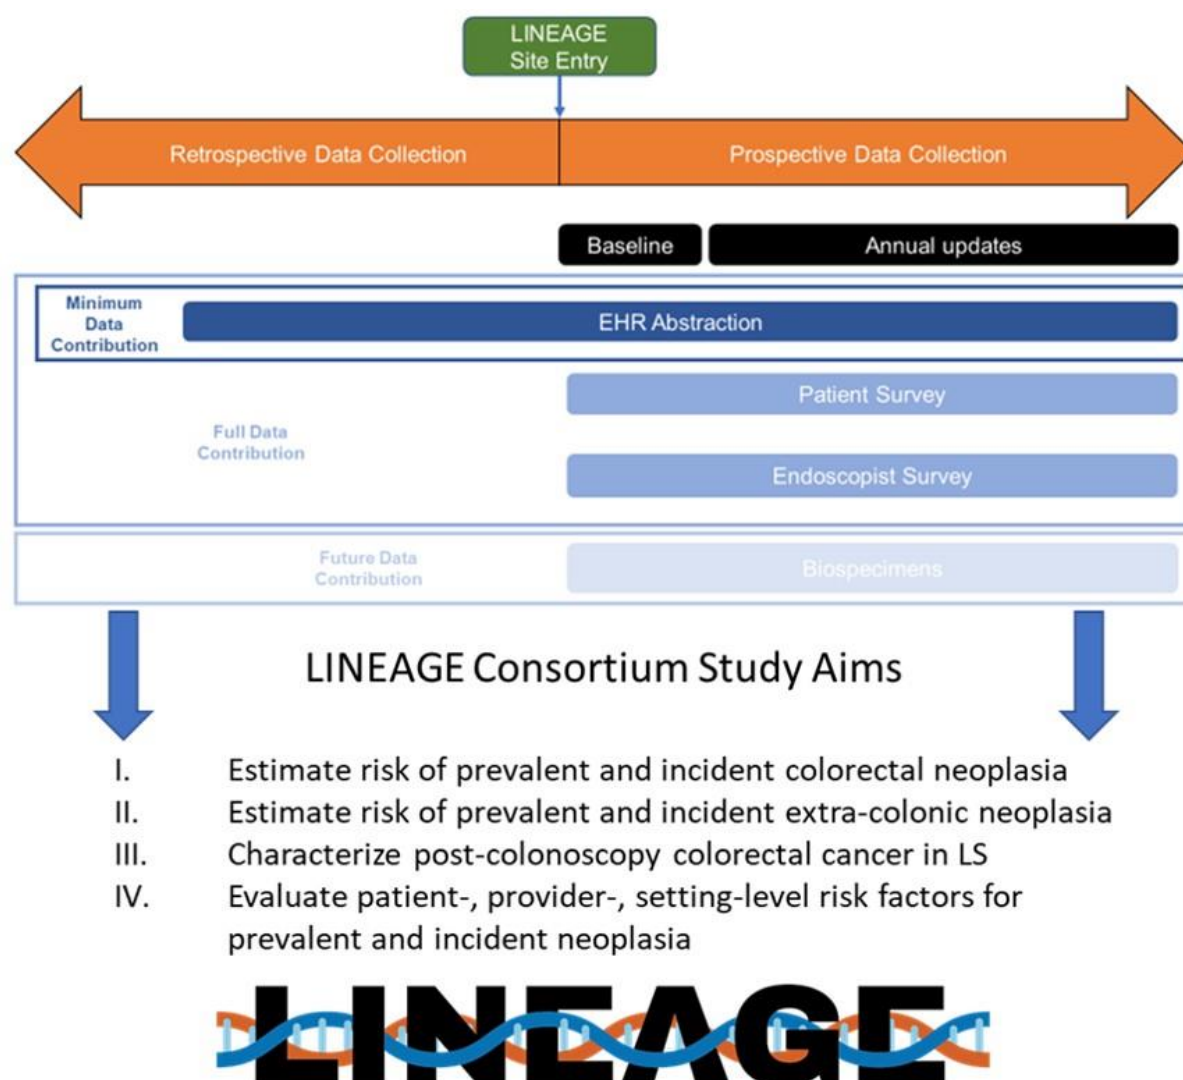 LINEAGE
Site Entry
Retrospective Data Collection
Prospective Data Collection
Baseline
Annual updates
Minimum
Data
Contribution
EHR Abstraction
Patient Survey
Full Data
Contribution
Endoscopist Survey
Future Data
Contribution
Biospecimens
LINEAGE Consortium Study Aims
I. Estimate risk of prevalent and incident colorectal neoplasia
II. Estimate risk of prevalent and incident extra-colonic neoplasia
III. Characterize post-colonoscopy colorectal cancer in LS
IV. Evaluate patient-, provider-, setting-level risk factors for
prevalent and incident neoplasia
LINEAGE